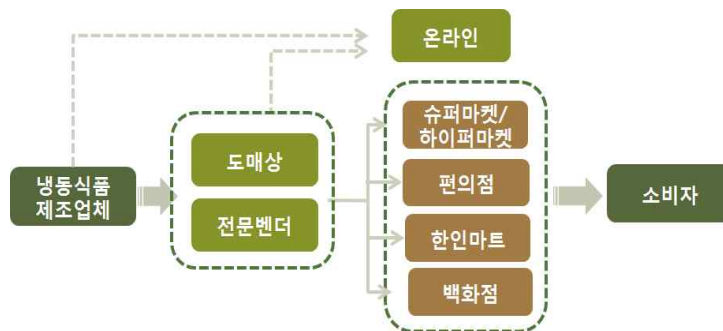 온라인
슈퍼마켓/
하이퍼마켓
도매상
편의점
냉동식품
제조업체
소비자
전문벤더
한인마트
백화점